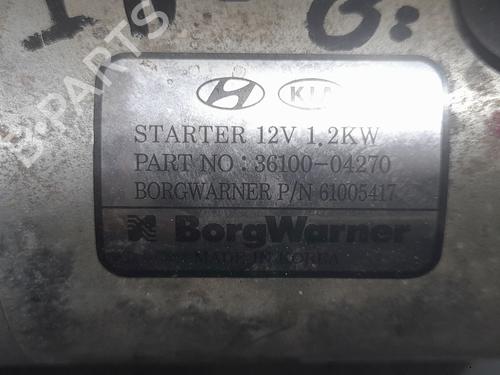 B-PARTS
KIA
STARTER 12V 1.2KW
PART NO : 36100-04270
BORGWARNER P/N 61005417
BorgWarner
MADE IN KOREA